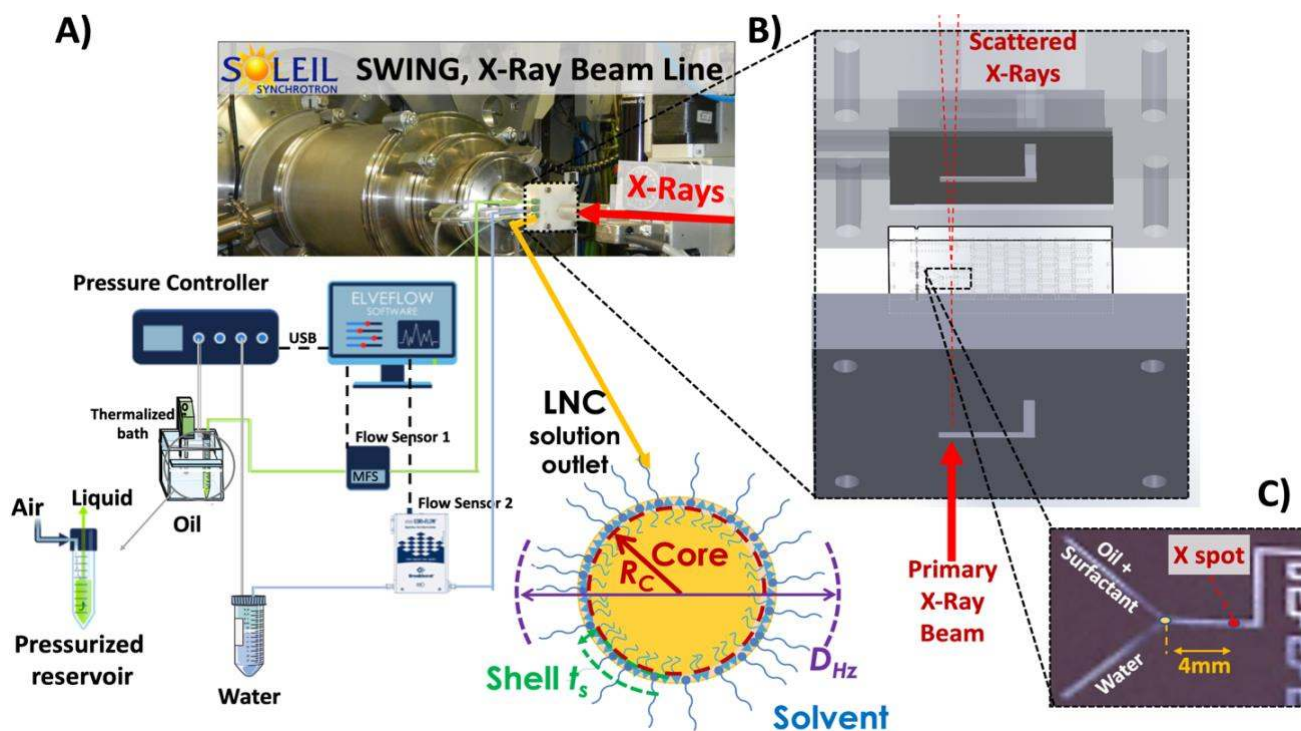 A)
SOLEIL
SYNCHROTRON
SWING, X-Ray Beam Line
X-Rays
B)
Scattered
X-Rays
Primary
X-Ray
Beam
Pressure Controller
USB
ELVEFLOW
SOFTWARE
Thermalized
bath
Oil
Flow Sensor 1
MFS
Flow Sensor 2
Air
Liquid
Pressurized
reservoir
Water
LNC
solution
outlet
Core
R_C
D_Hz
Shell t_s
Solvent
C)
Oil +
Surfactant
Water
X spot
4mm